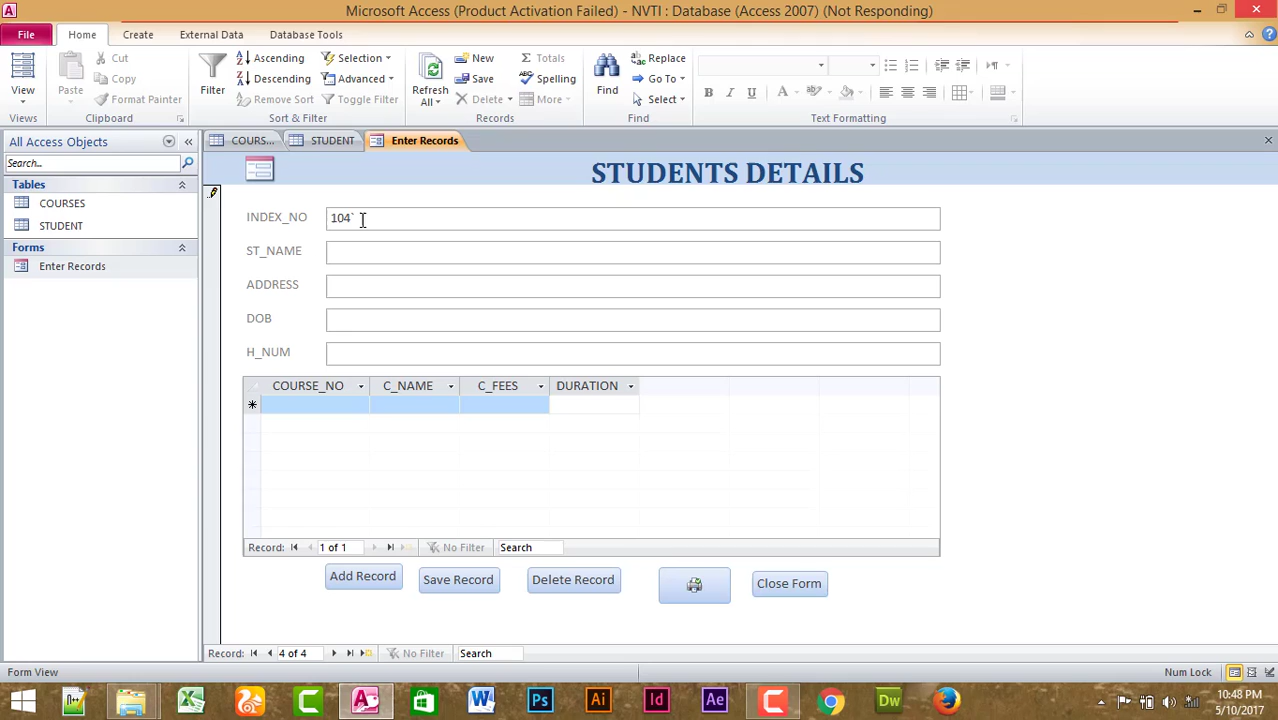 Microsoft Access (Product Activation Failed) - NVTI : Database (Access 2007) (Not Responding)
File Home Create External Data Database Tools
View
Views
Paste
Cut
Copy
Format Painter
Clipboard
Filter
Ascending
Descending
Remove Sort
Selection
Advanced
Toggle Filter
Sort & Filter
Refresh
All
New
Save
Delete
Totals
Spelling
More
Records
Find
Replace
Go To
Select
Find
B I U A
Text Formatting
All Access Objects
Search...
Tables
COURSES
STUDENT
Forms
Enter Records
COURS... STUDENT Enter Records
STUDENTS DETAILS
INDEX_NO 104`
ST_NAME
ADDRESS
DOB
H_NUM
COURSE_NO C_NAME C_FEES DURATION
Record: 1 of 1 No Filter Search
Add Record Save Record Delete Record Close Form
Record: 4 of 4 No Filter Search
Form View Num Lock
W Ps Ai Id Ae Dw
10:48 PM
5/10/2017